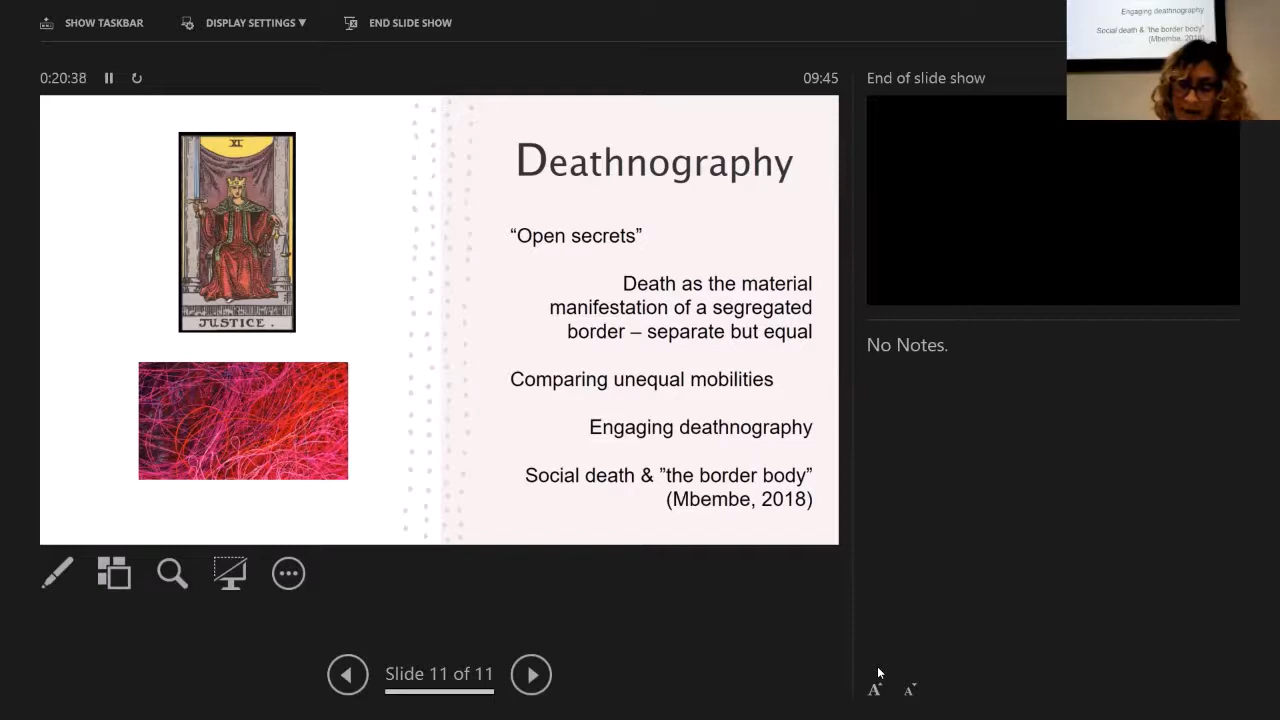 SHOW TASKBAR
DISPLAY SETTINGS ▼
END SLIDE SHOW
0:20:38
09:45
End of slide show
Engaging deathnography
Social death & "the border body"
(Mbembe, 2018)
XI
JUSTICE.
Deathnography
“Open secrets”
Death as the material
manifestation of a segregated
border – separate but equal
Comparing unequal mobilities
Engaging deathnography
Social death & ”the border body”
(Mbembe, 2018)
No Notes.
Slide 11 of 11
A
A